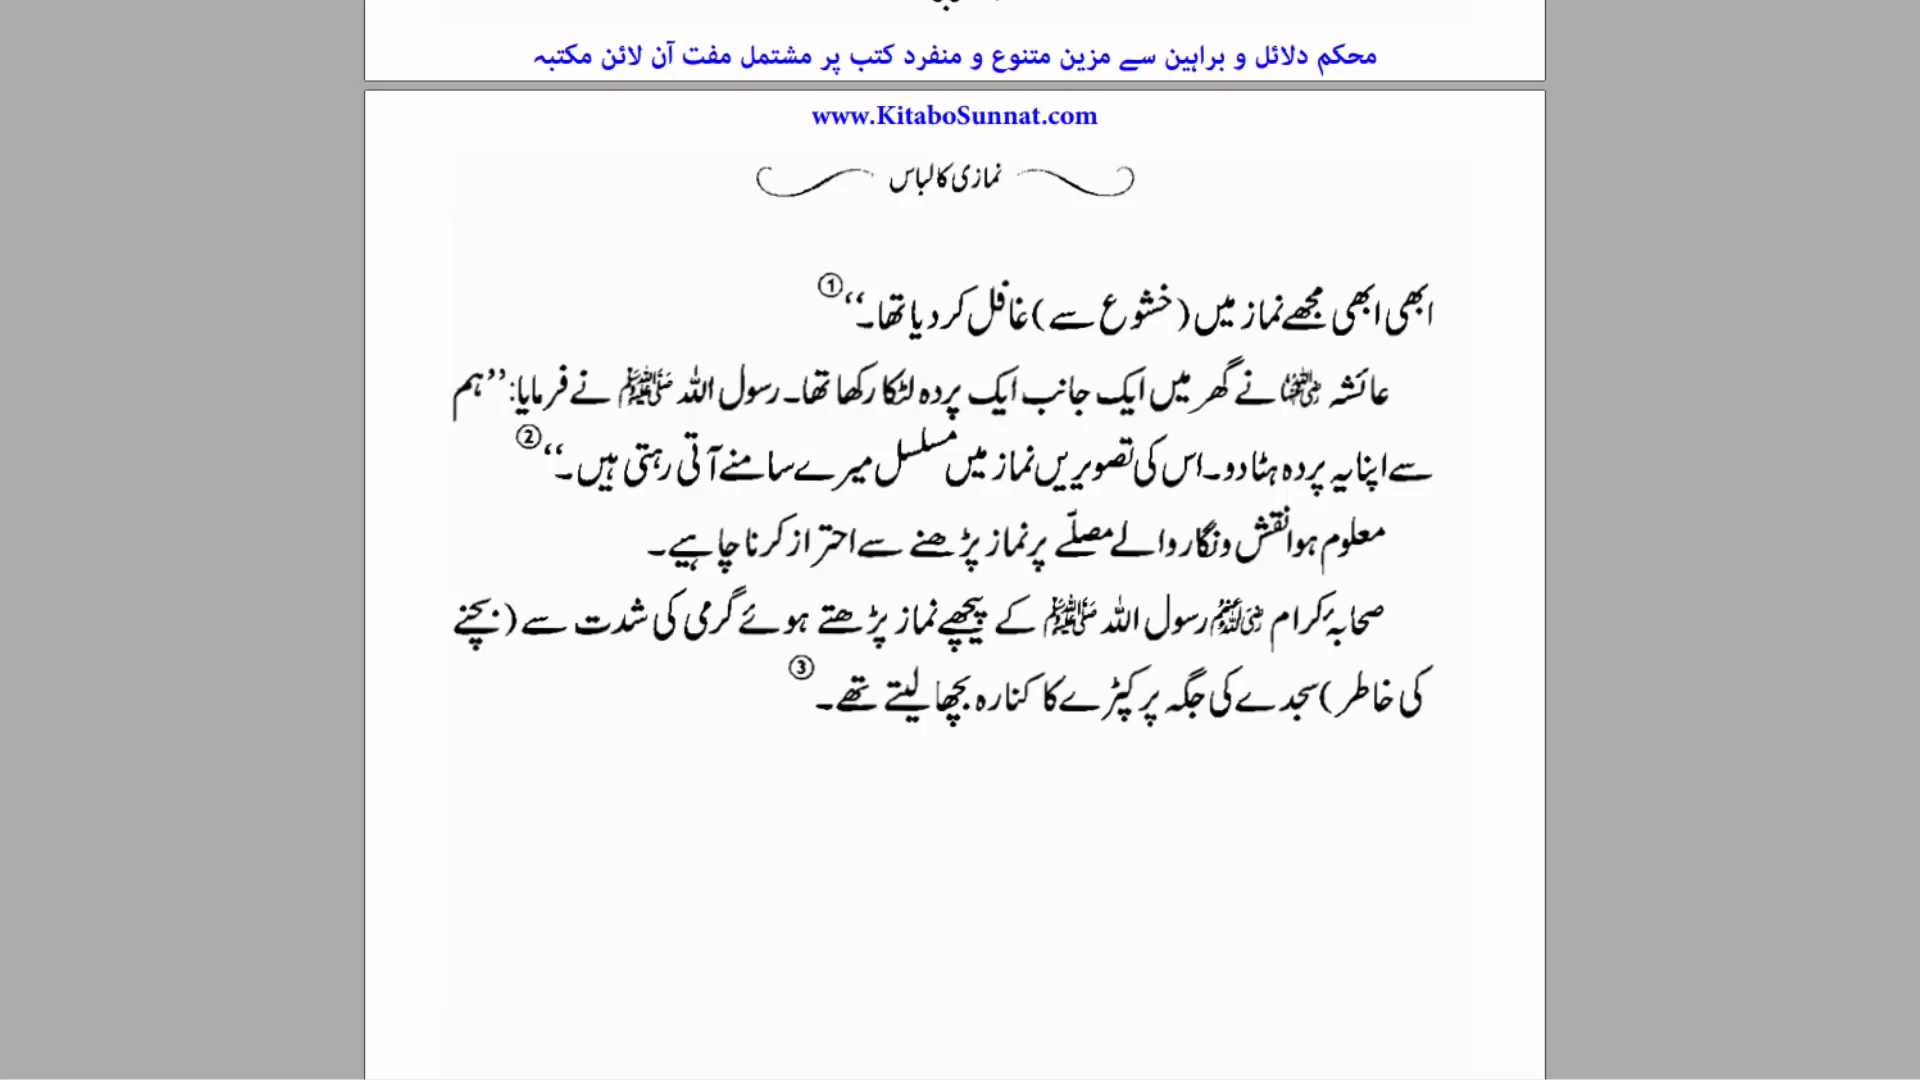 محکم دلائل و براہین سے مزین متنوع و منفرد کتب پر مشتمل مفت آن لائن مکتبہ
www.KitaboSunnat.com
نمازی کا لباس
ابھی ابھی مجھے نماز میں (خشوع سے) غافل کر دیا تھا۔‘‘①
عائشہ رضی اللہ عنہا نے گھر میں ایک جانب ایک پردہ لٹکا رکھا تھا۔ رسول اللہ ﷺ نے فرمایا: ’’ہم
سے اپنا یہ پردہ ہٹا دو۔ اس کی تصویریں نماز میں مسلسل میرے سامنے آتی رہتی ہیں۔‘‘②
معلوم ہوا نقش و نگار والے مصلّے پر نماز پڑھنے سے احتراز کرنا چاہیے۔
صحابۂ کرام رضی اللہ عنہم رسول اللہ ﷺ کے پیچھے نماز پڑھتے ہوئے گرمی کی شدت سے (بچنے
کی خاطر) سجدے کی جگہ پر کپڑے کا کنارہ بچھا لیتے تھے۔③